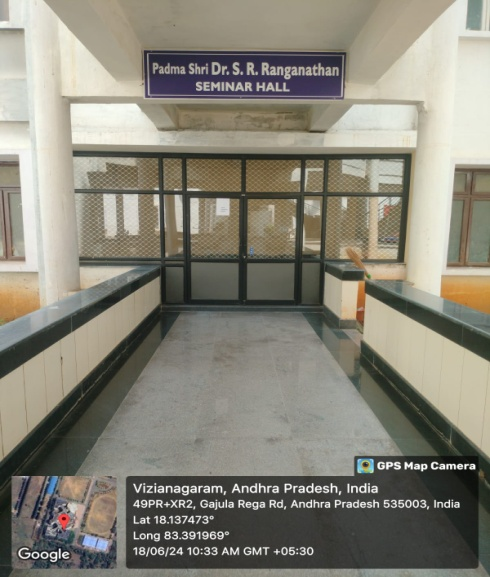 Padma Shri Dr. S. R. Ranganathan
SEMINAR HALL
GPS Map Camera
Vizianagaram, Andhra Pradesh, India
49PR+XR2, Gajula Rega Rd, Andhra Pradesh 535003, India
Lat 18.137473°
Long 83.391969°
18/06/24 10:33 AM GMT +05:30
Google